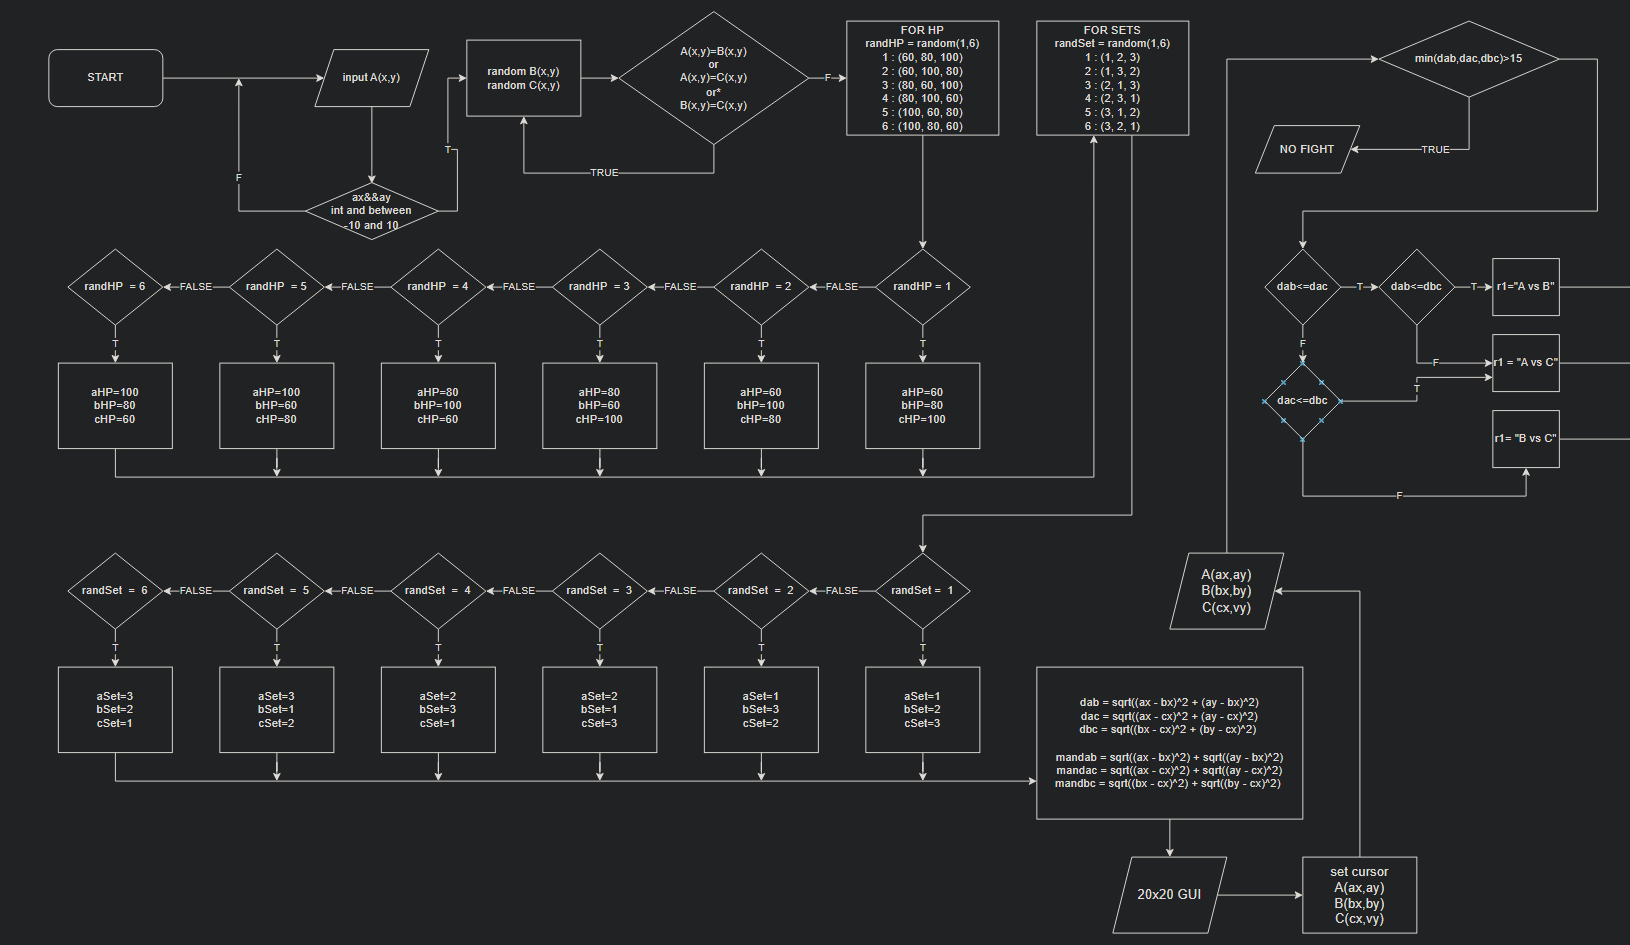 START
input A(x,y)
ax&&ay
int and between
-10 and 10
F
T
random B(x,y)
random C(x,y)
A(x,y)=B(x,y)
or
A(x,y)=C(x,y)
or*
B(x,y)=C(x,y)
TRUE
F
FOR HP
randHP = random(1,6)
1 : (60, 80, 100)
2 : (60, 100, 80)
3 : (80, 60, 100)
4 : (80, 100, 60)
5 : (100, 60, 80)
6 : (100, 80, 60)
FOR SETS
randSet = random(1,6)
1 : (1, 2, 3)
2 : (1, 3, 2)
3 : (2, 1, 3)
4 : (2, 3, 1)
5 : (3, 1, 2)
6 : (3, 2, 1)
min(dab,dac,dbc)>15
TRUE
NO FIGHT
randHP = 6
FALSE
randHP = 5
FALSE
randHP = 4
FALSE
randHP = 3
FALSE
randHP = 2
FALSE
randHP = 1
T
T
T
T
T
T
aHP=100
bHP=80
cHP=60
aHP=100
bHP=60
cHP=80
aHP=80
bHP=100
cHP=60
aHP=80
bHP=60
cHP=100
aHP=60
bHP=100
cHP=80
aHP=60
bHP=80
cHP=100
dab<=dac
T
dab<=dbc
T
r1="A vs B"
F
F
r1 = "A vs C"
dac<=dbc
T
r1= "B vs C"
F
randSet = 6
FALSE
randSet = 5
FALSE
randSet = 4
FALSE
randSet = 3
FALSE
randSet = 2
FALSE
randSet = 1
T
T
T
T
T
T
aSet=3
bSet=2
cSet=1
aSet=3
bSet=1
cSet=2
aSet=2
bSet=3
cSet=1
aSet=2
bSet=1
cSet=3
aSet=1
bSet=3
cSet=2
aSet=1
bSet=2
cSet=3
dab = sqrt((ax - bx)^2 + (ay - bx)^2)
dac = sqrt((ax - cx)^2 + (ay - cx)^2)
dbc = sqrt((bx - cx)^2 + (by - cx)^2)
mandab = sqrt((ax - bx)^2) + sqrt((ay - bx)^2)
mandac = sqrt((ax - cx)^2) + sqrt((ay - cx)^2)
mandbc = sqrt((bx - cx)^2) + sqrt((by - cx)^2)
A(ax,ay)
B(bx,by)
C(cx,vy)
20x20 GUI
set cursor
A(ax,ay)
B(bx,by)
C(cx,vy)